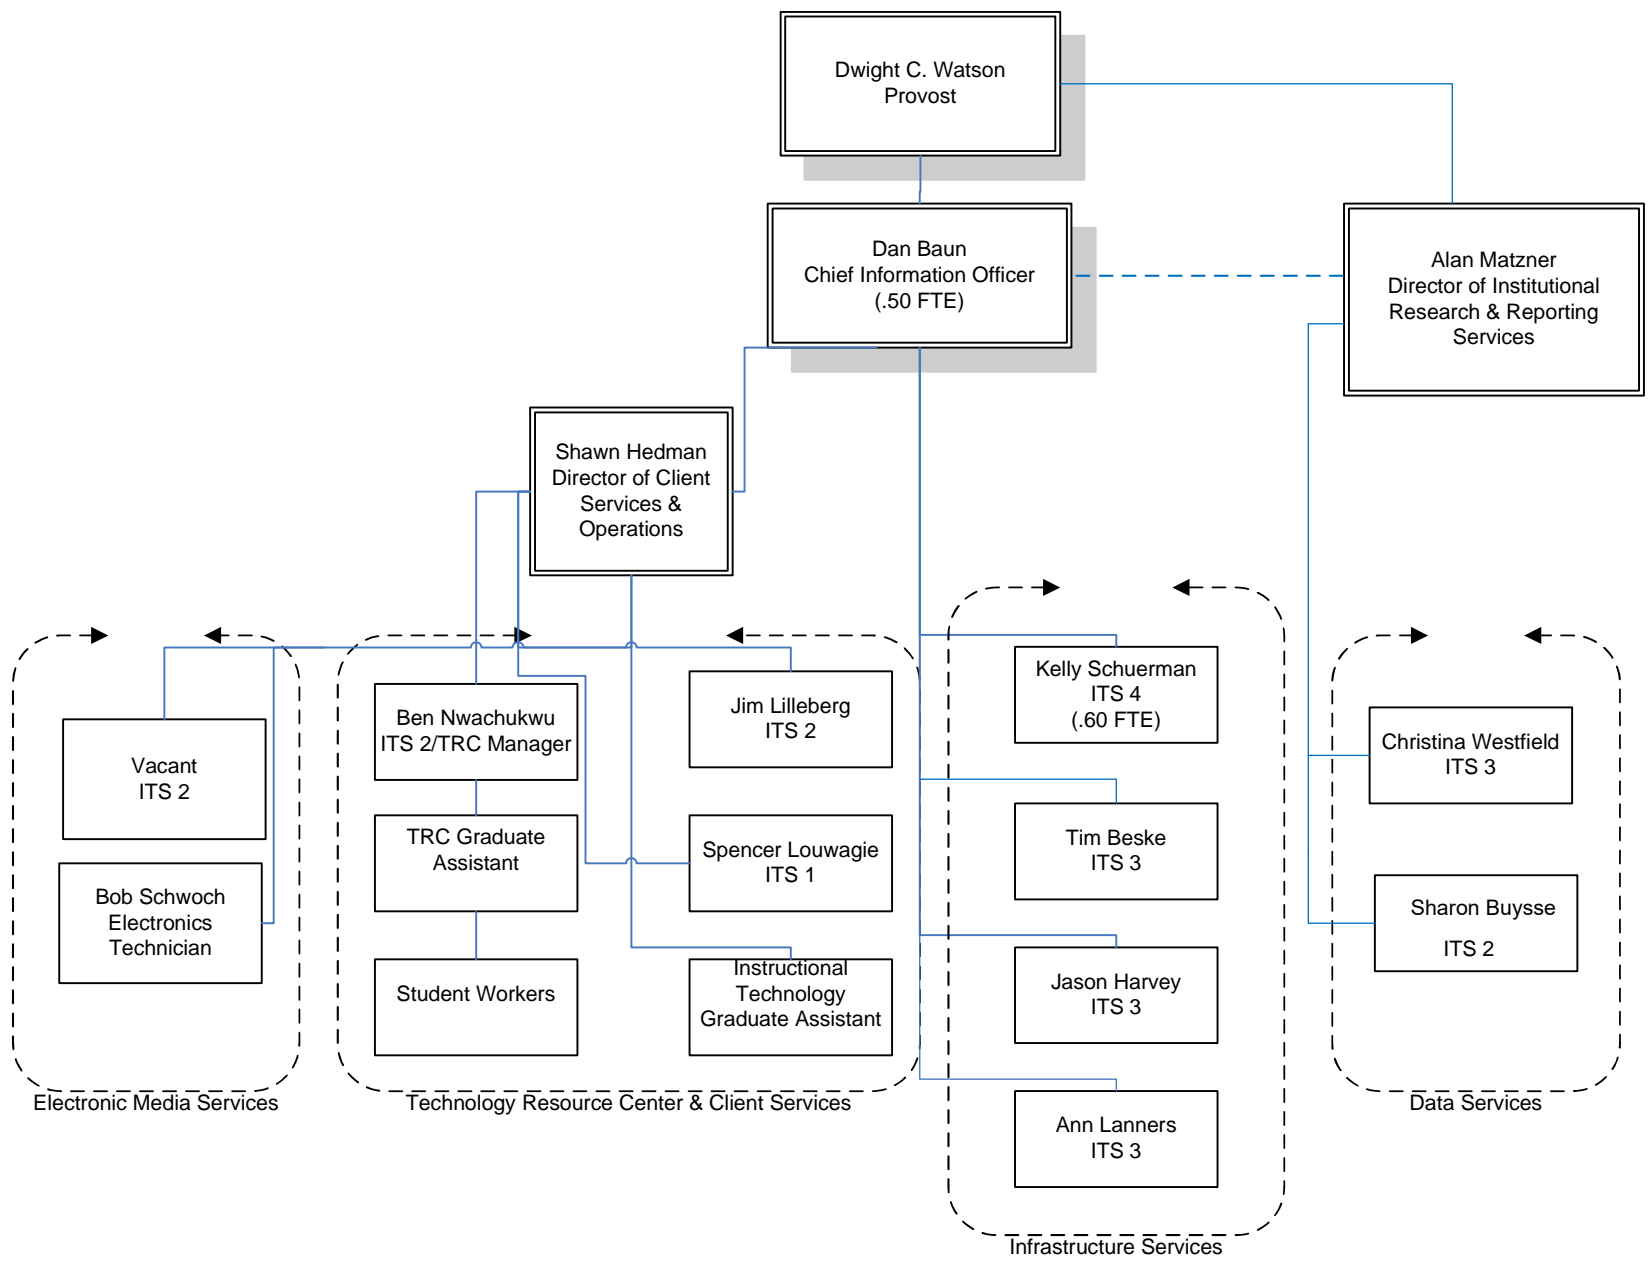 Dwight C. Watson
Provost
Dan Baun
Chief Information Officer
(.50 FTE)
Alan Matzner
Director of Institutional
Research & Reporting
Services
Shawn Hedman
Director of Client
Services &
Operations
Vacant
ITS 2
Bob Schwoch
Electronics
Technician
Electronic Media Services
Ben Nwachukwu
ITS 2/TRC Manager
TRC Graduate
Assistant
Student Workers
Jim Lilleberg
ITS 2
Spencer Louwagie
ITS 1
Instructional
Technology
Graduate Assistant
Technology Resource Center & Client Services
Kelly Schuerman
ITS 4
(.60 FTE)
Tim Beske
ITS 3
Jason Harvey
ITS 3
Ann Lanners
ITS 3
Infrastructure Services
Christina Westfield
ITS 3
Sharon Buysse
ITS 2
Data Services